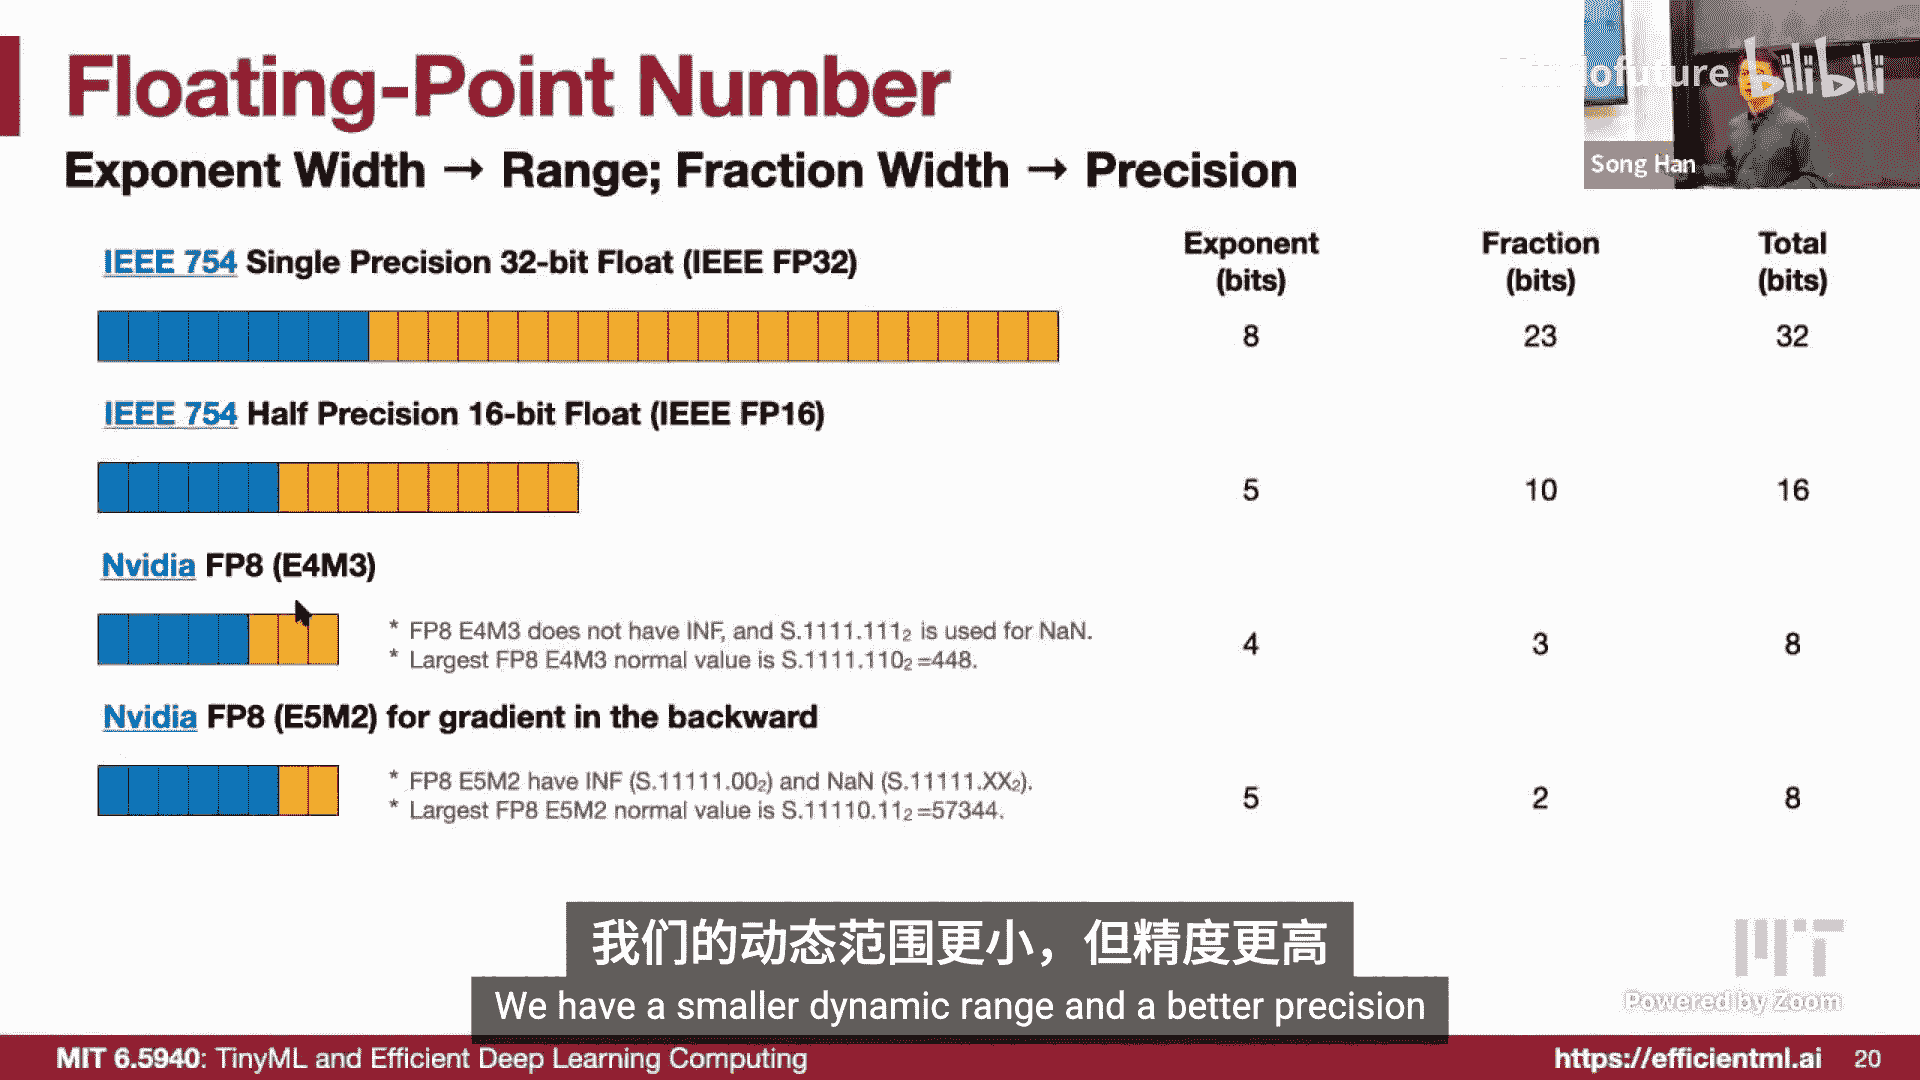 Floating-Point Number
ofuture bilibili
Song Han
Exponent Width → Range; Fraction Width → Precision
Exponent (bits)
Fraction (bits)
Total (bits)
IEEE 754 Single Precision 32-bit Float (IEEE FP32)
8 23 32
IEEE 754 Half Precision 16-bit Float (IEEE FP16)
5 10 16
Nvidia FP8 (E4M3)
* FP8 E4M3 does not have INF, and S.1111.111₂ is used for NaN.
* Largest FP8 E4M3 normal value is S.1111.110₂ =448.
4 3 8
Nvidia FP8 (E5M2) for gradient in the backward
* FP8 E5M2 have INF (S.11111.00₂) and NaN (S.11111.XX₂).
* Largest FP8 E5M2 normal value is S.11110.11₂ =57344.
5 2 8
我们的动态范围更小，但精度更高
We have a smaller dynamic range and a better precision
MIT
Powered by Zoom
MIT 6.5940: TinyML and Efficient Deep Learning Computing
https://efficientml.ai 20